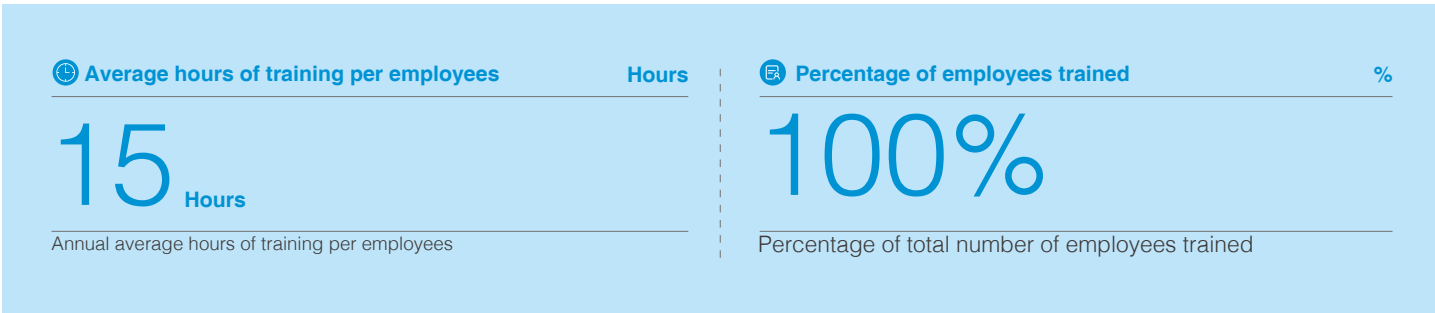 Average hours of training per employees Hours
15 Hours
Annual average hours of training per employees
Percentage of employees trained %
100%
Percentage of total number of employees trained